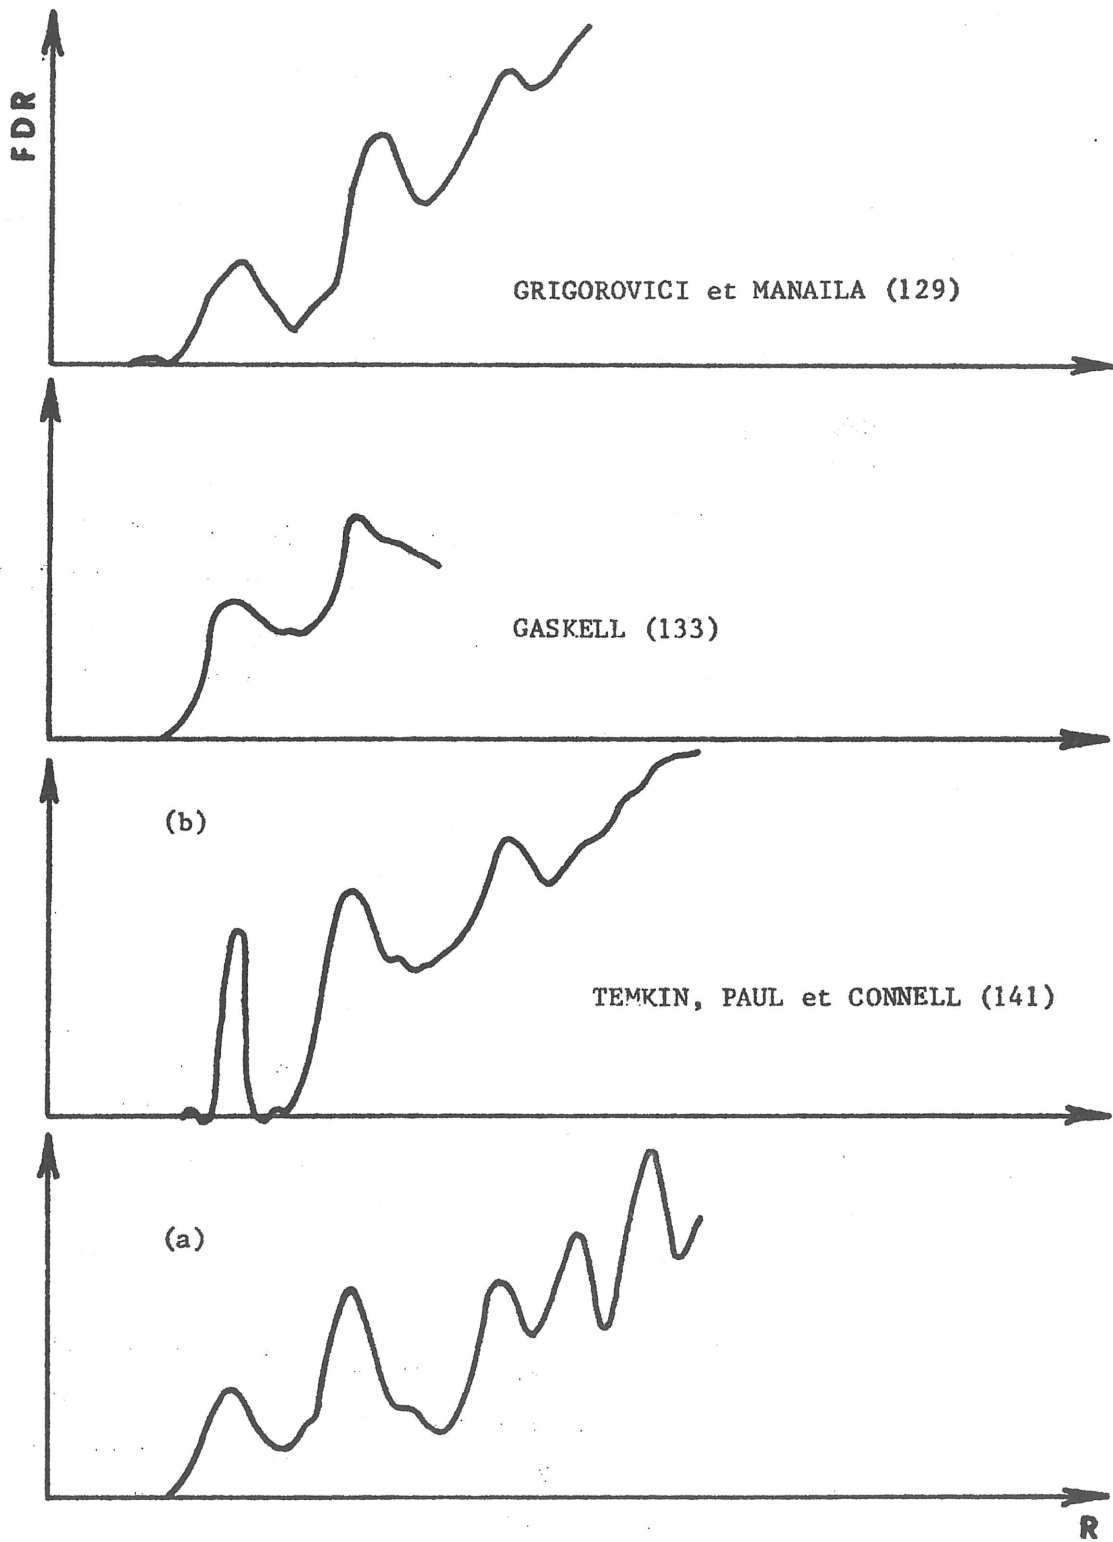 FDR
GRIGOROVICI et MANAILA (129)
GASKELL (133)
(b)
TEMKIN, PAUL et CONNELL (141)
(a)
R